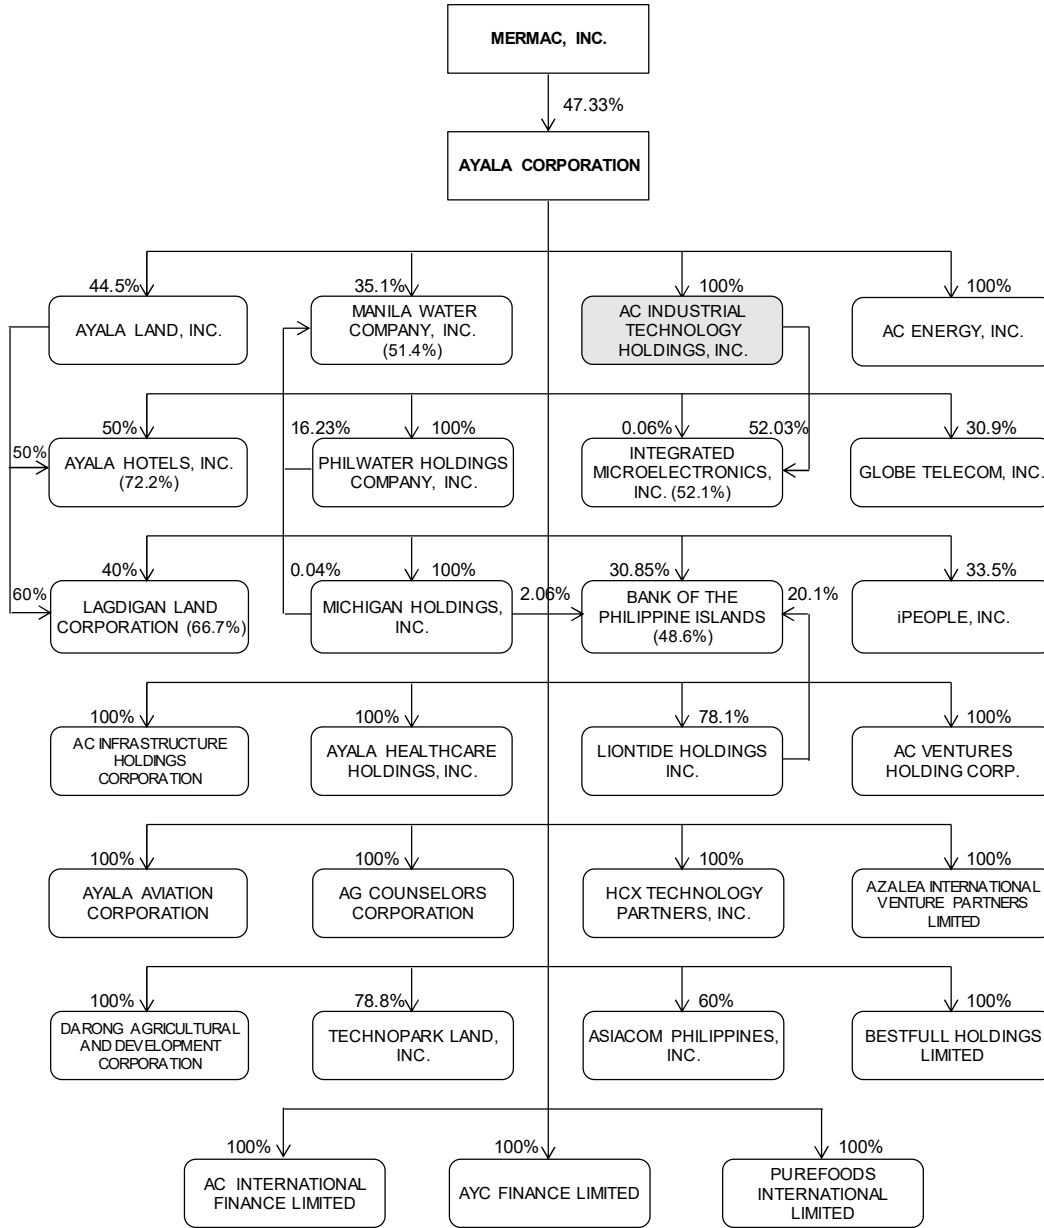 MERMAC, INC.
47.33%
AYALA CORPORATION
44.5%
35.1%
100%
100%
AYALA LAND, INC.
MANILA WATER
COMPANY, INC.
(51.4%)
AC INDUSTRIAL
TECHNOLOGY
HOLDINGS, INC.
AC ENERGY, INC.
50%
50%
16.23%
100%
0.06%
52.03%
30.9%
AYALA HOTELS, INC.
(72.2%)
PHILWATER HOLDINGS
COMPANY, INC.
INTEGRATED
MICROELECTRONICS,
INC. (52.1%)
GLOBE TELECOM, INC.
60%
40%
0.04%
100%
2.06%
30.85%
20.1%
33.5%
LAGDIGAN LAND
CORPORATION (66.7%)
MICHIGAN HOLDINGS,
INC.
BANK OF THE
PHILIPPINE ISLANDS
(48.6%)
iPEOPLE, INC.
100%
100%
78.1%
100%
AC INFRASTRUCTURE
HOLDINGS
CORPORATION
AYALA HEALTHCARE
HOLDINGS, INC.
LIONTIDE HOLDINGS
INC.
AC VENTURES
HOLDING CORP.
100%
100%
100%
100%
AYALA AVIATION
CORPORATION
AG COUNSELORS
CORPORATION
HCX TECHNOLOGY
PARTNERS, INC.
AZALEA INTERNATIONAL
VENTURE PARTNERS
LIMITED
100%
78.8%
60%
100%
DARONG AGRICULTURAL
AND DEVELOPMENT
CORPORATION
TECHNOPARK LAND,
INC.
ASIACOM PHILIPPINES,
INC.
BESTFULL HOLDINGS
LIMITED
100%
100%
100%
AC INTERNATIONAL
FINANCE LIMITED
AYC FINANCE LIMITED
PUREFOODS
INTERNATIONAL
LIMITED